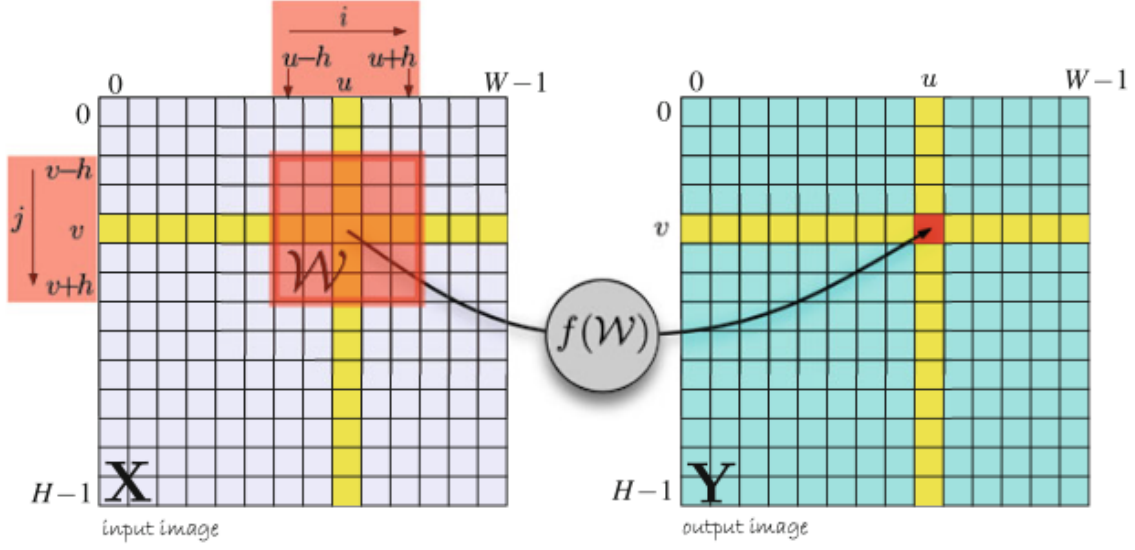 i
u−h u+h
0 u W−1
0
v−h
j
v
v+h
W
H−1 X
input image
f(W)
0 u W−1
0
v
H−1 Y
output image